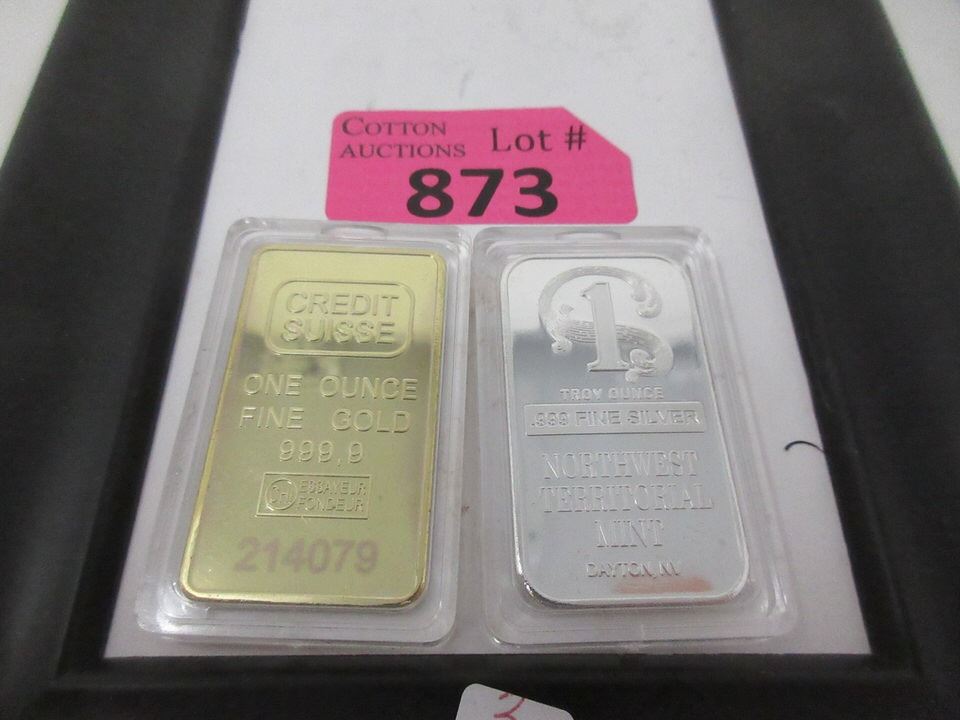 COTTON
AUCTIONS
Lot #
873
CREDIT
SUISSE
ONE OUNCE
FINE GOLD
999,9
CHI
ESSAYEUR
FONDEUR
214079
1
TROY OUNCE
.999 FINE SILVER
NORTHWEST
TERRITORIAL
MINT
DAYTON, NV